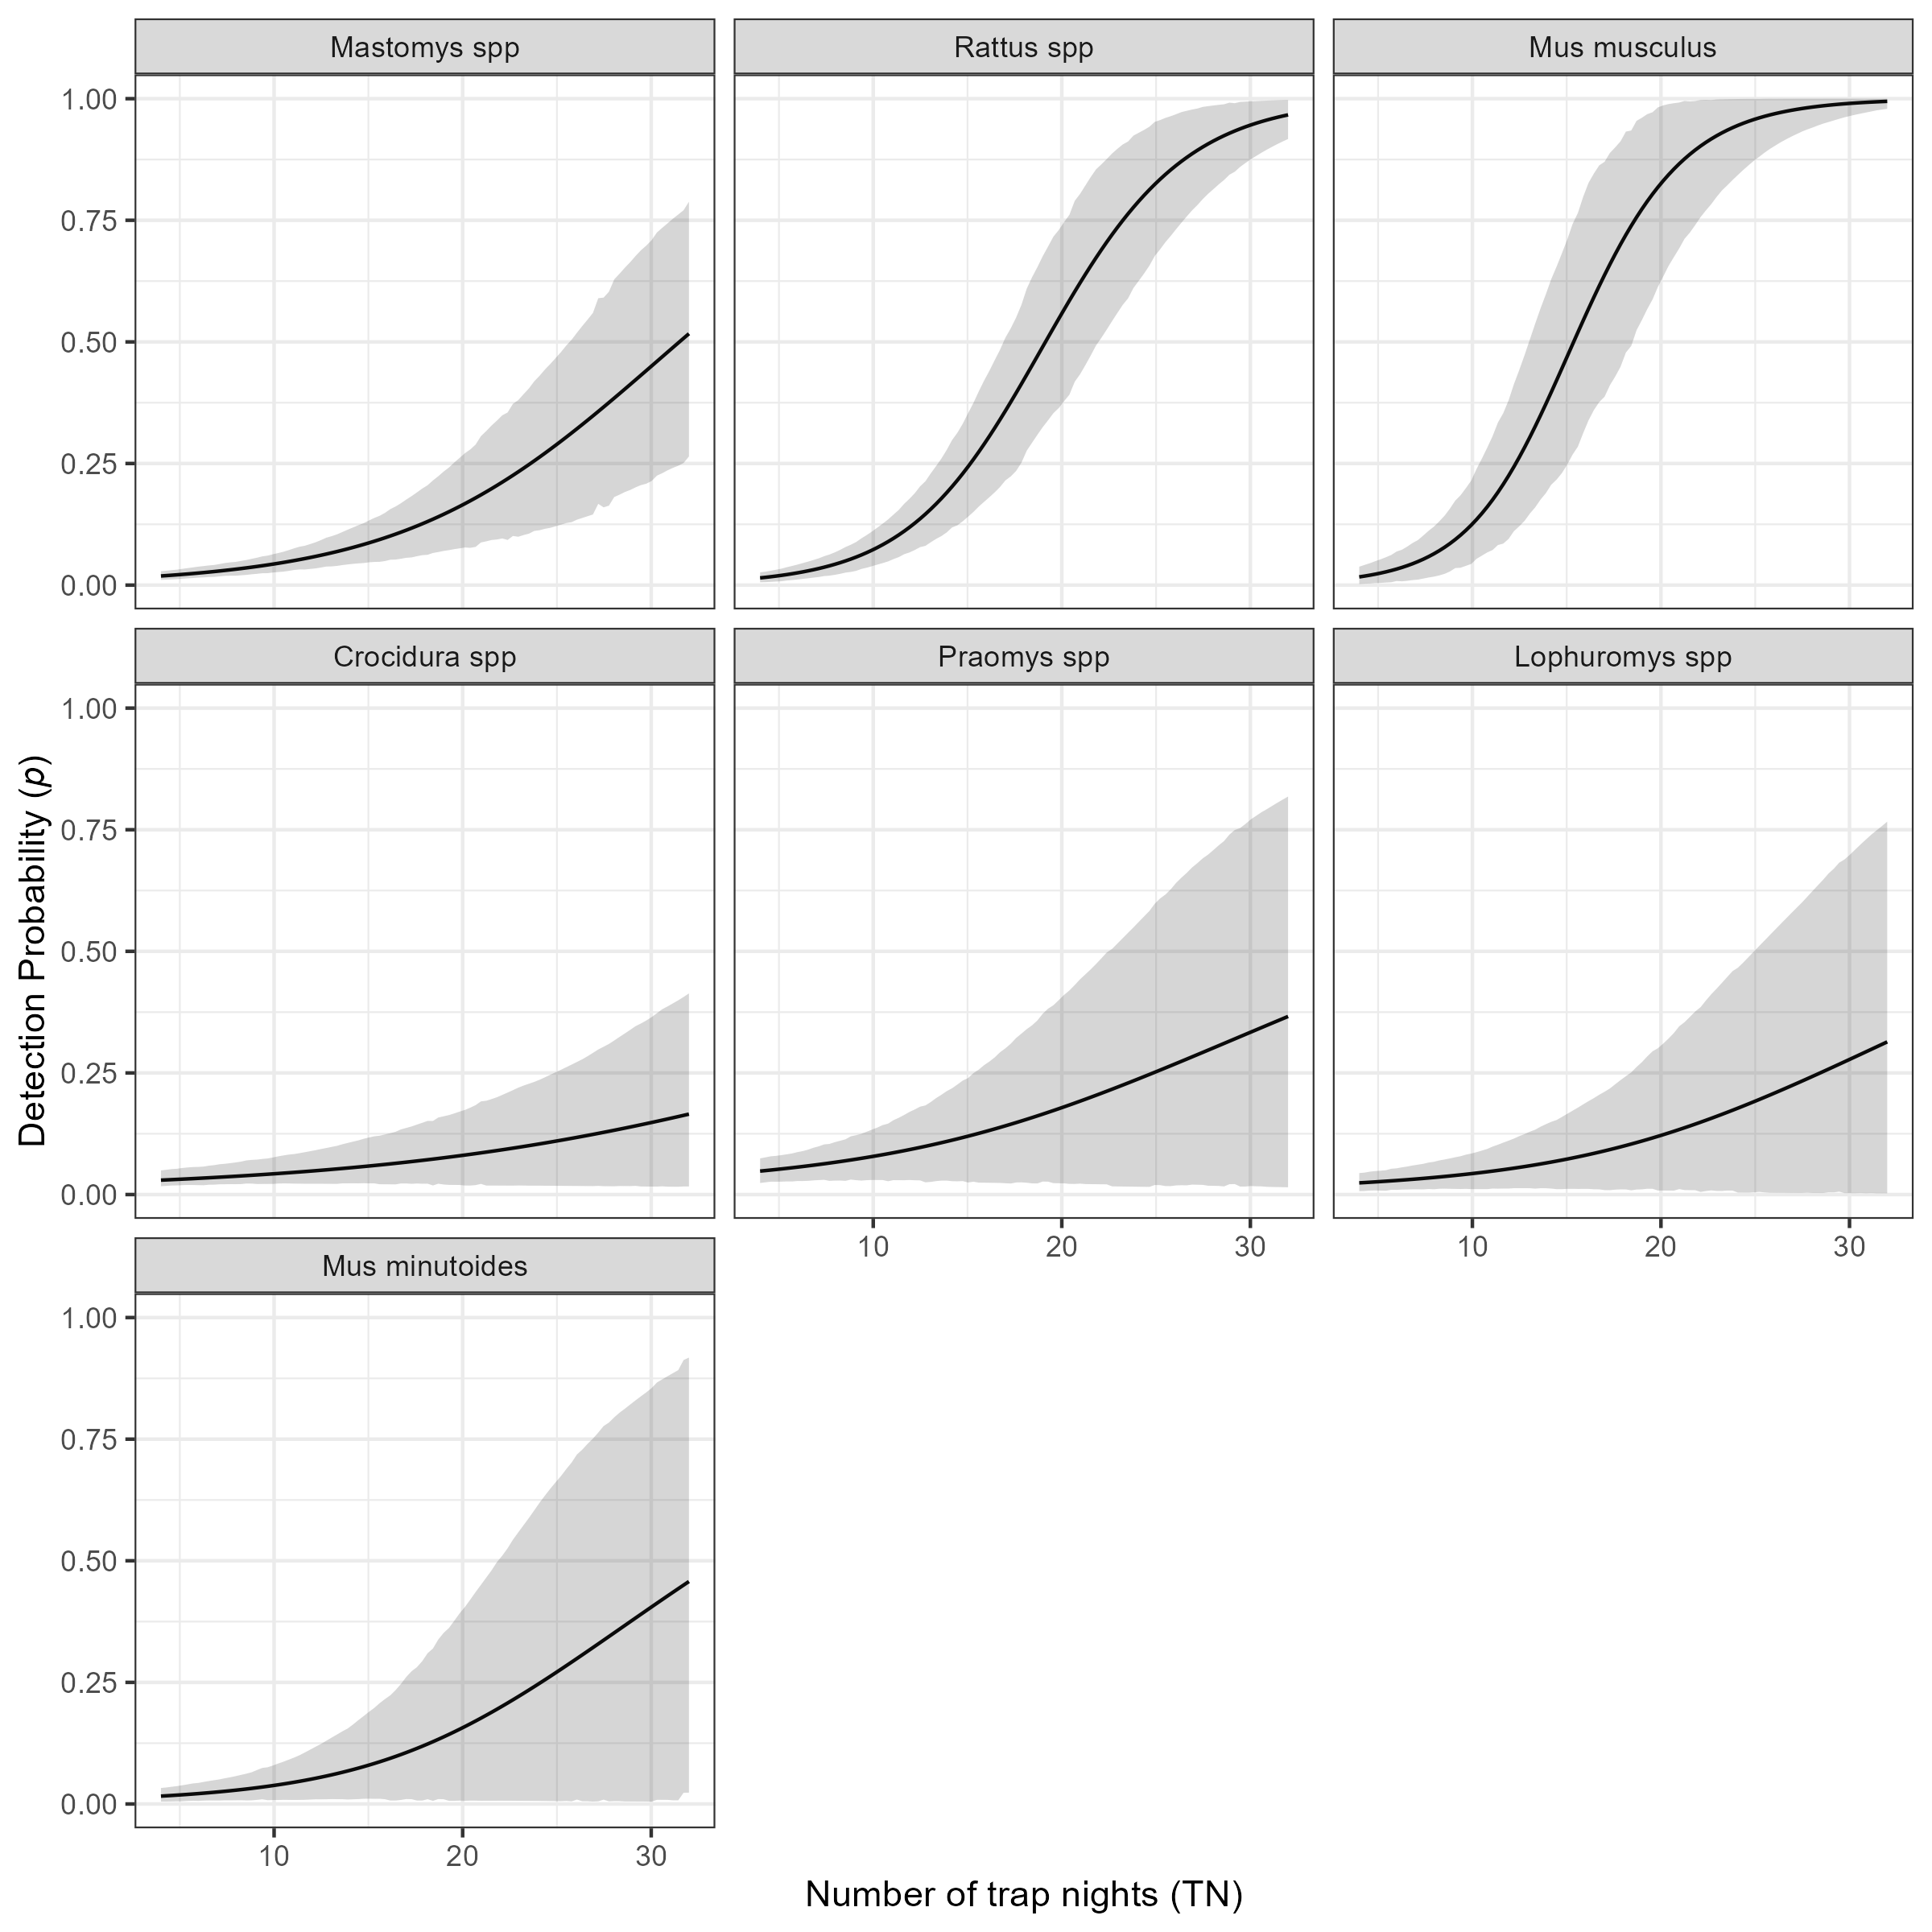 Mastomys spp
Rattus spp
Mus musculus
1.00
0.75
0.50
0.25
0.00
Crocidura spp
Praomys spp
Lophuromys spp
1.00
0.75
0.50
0.25
0.00
10 20 30
10 20 30
Mus minutoides
1.00
0.75
0.50
0.25
0.00
10 20 30
Detection Probability (p)
Number of trap nights (TN)